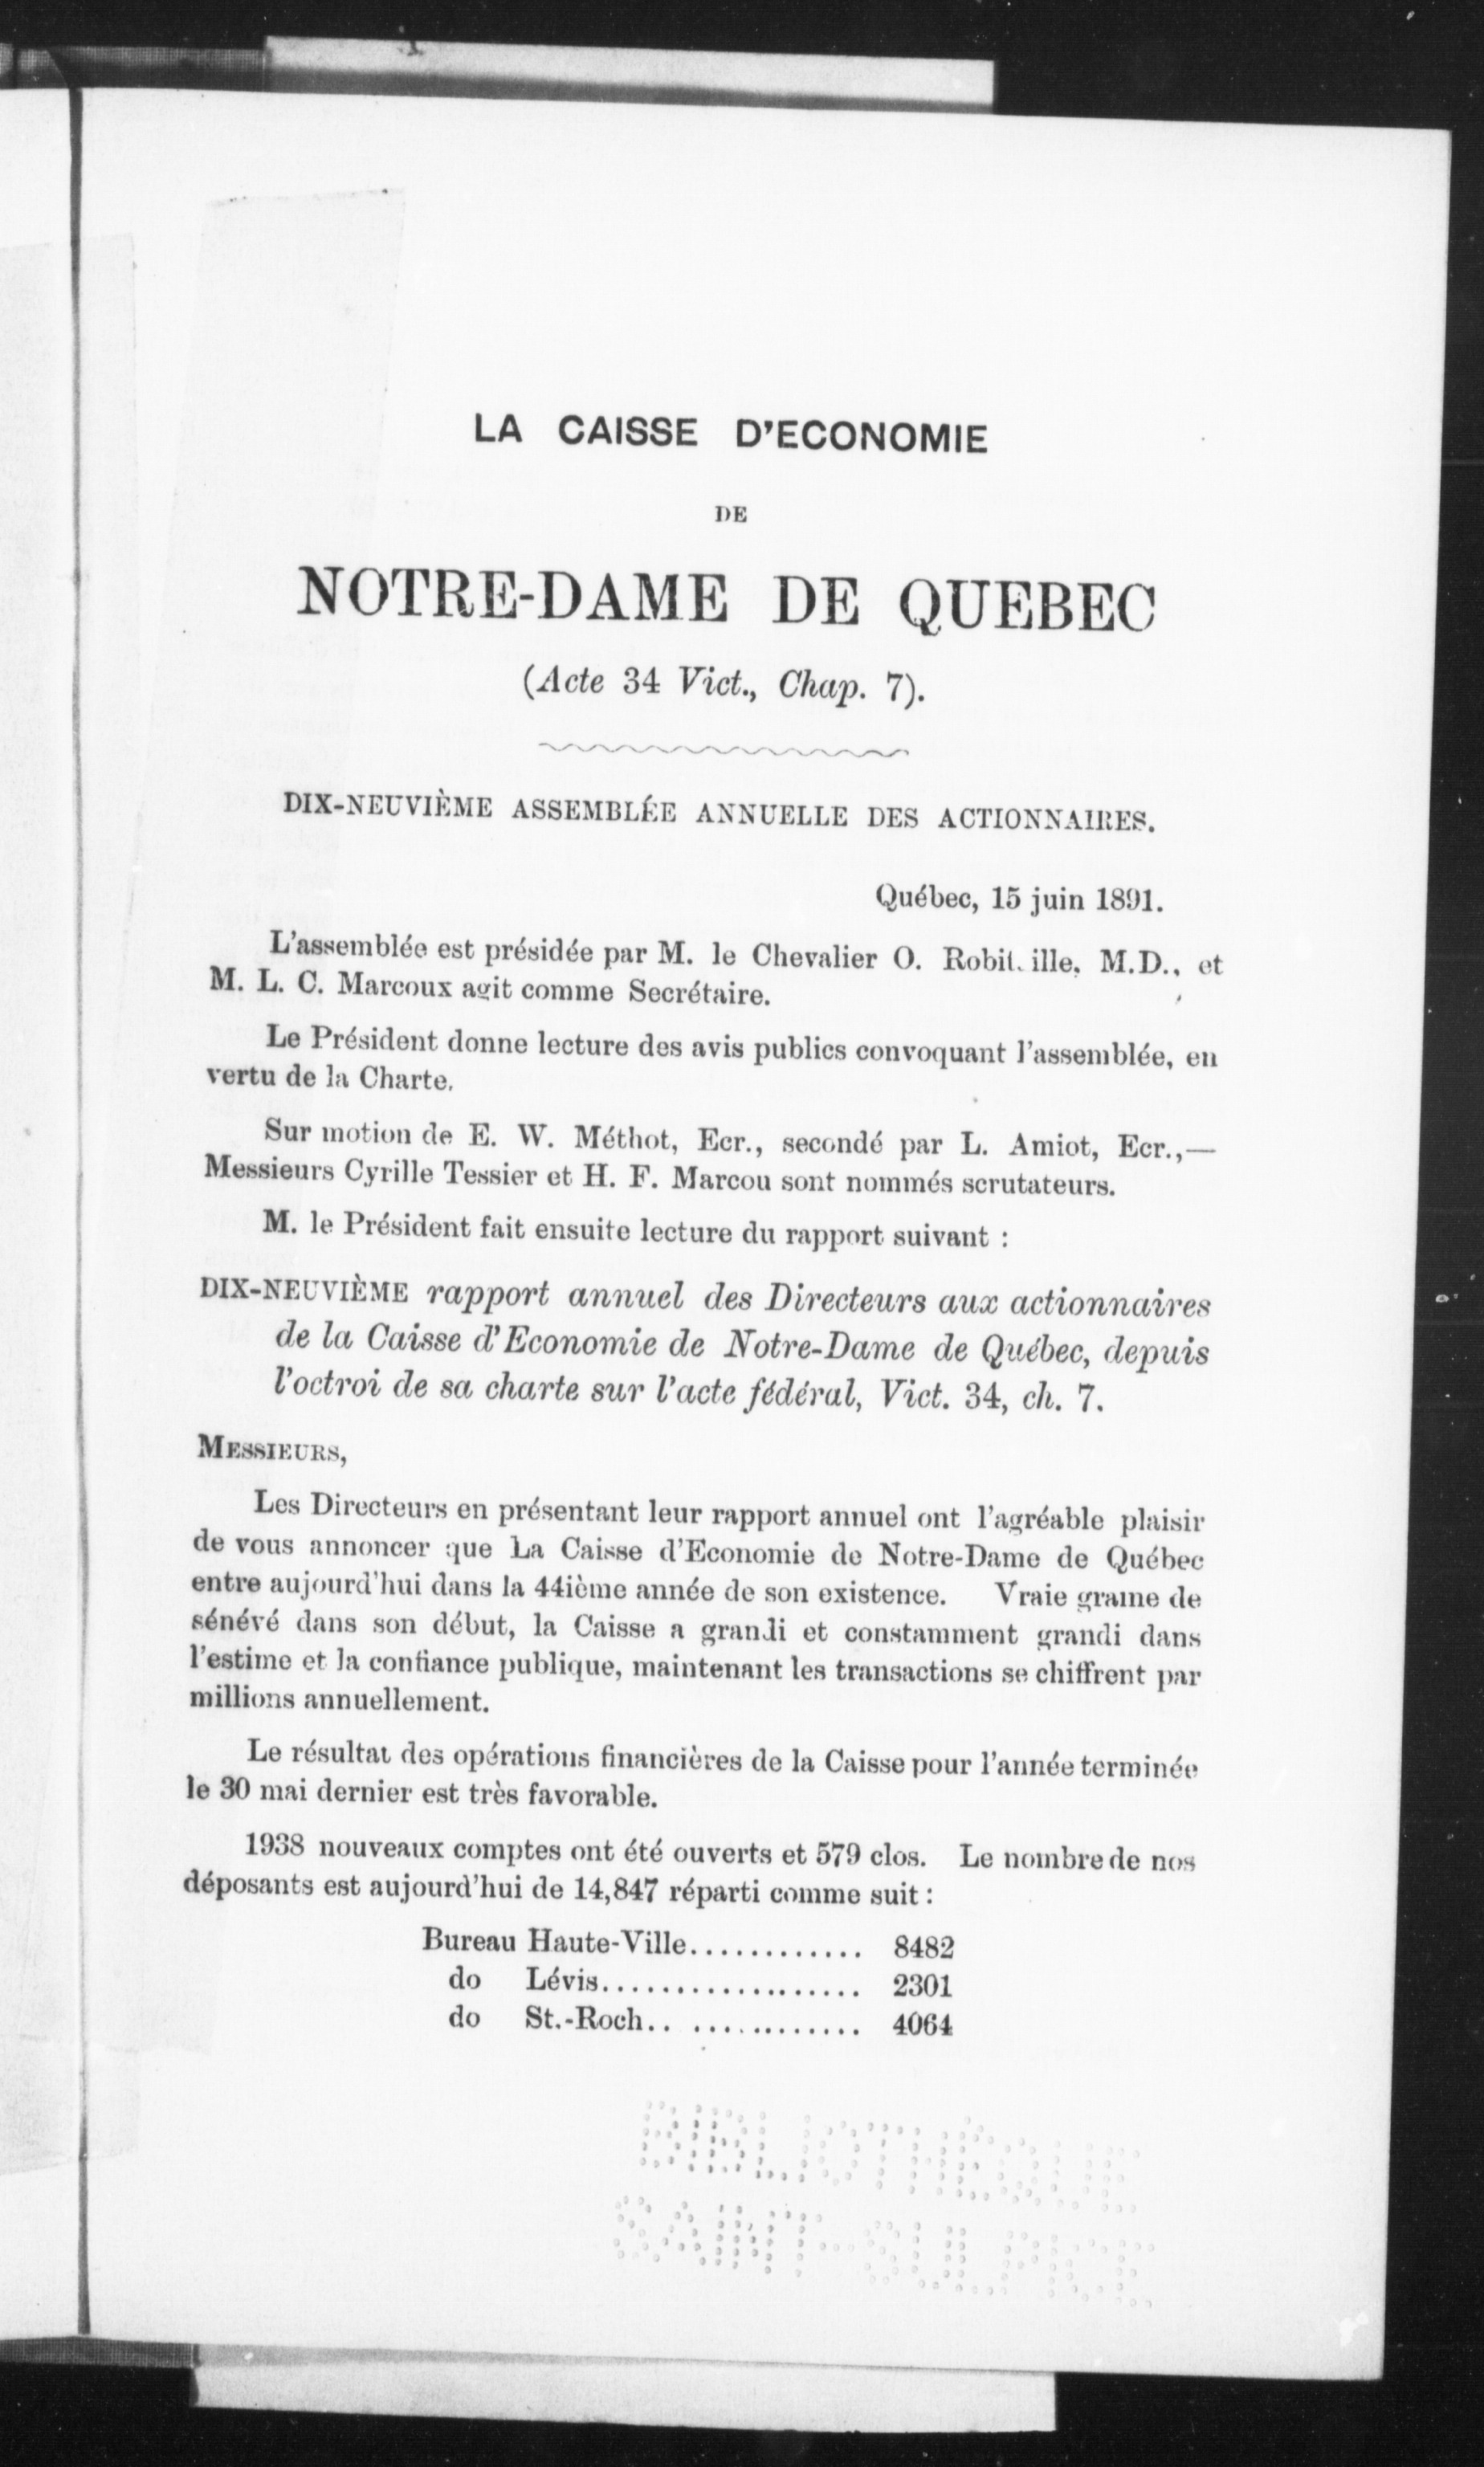 LA CAISSE D'ECONOMIE
DE
NOTRE-DAME DE QUEBEC
(Acte 34 Vict., Chap. 7).
DIX-NEUVIÈME ASSEMBLÉE ANNUELLE DES ACTIONNAIRES.
Québec, 15 juin 1891.
L'assemblée est présidée par M. le Chevalier O. M.D., et
M. L. C. Marcoux agit comme Secrétaire.
Le Président donne lecture des avis publics convoquant l'assemblée, en
vertu de la Charte.
Sur motion de E. W. Méthot, Ecr., secondé par L. Amiot, Ecr.,—
Messieurs Cyrille Tessier et H. F. Marcou sont nommés scrutateurs.
M. le Président fait ensuite lecture du rapport suivant :
DIX-NEUVIÈME rapport annuel des Directeurs aux actionnaires
de la Caisse d'Economie de Notre-Dame de Québec, depuis
l'octroi de sa charte sur l'acte fédéral, Vict. 34, ch. 7.
MESSIEURS,
Les Directeurs en présentant leur rapport annuel ont l'agréable plaisir
de vous annoncer que La Caisse d'Economie de Notre-Dame de Québec
entre aujourd'hui dans la 44ième année de son existence. Vraie graine de
sénévé dans son début, la Caisse a grandi et constamment grandi dans
l'estime et la confiance publique, maintenant les transactions se chiffrent par
millions annuellement.
Le résultat des opérations financières de la Caisse pour l'année terminée
le 30 mai dernier est très favorable.
1938 nouveaux comptes ont été ouverts et 579 clos. Le nombre de nos
déposants est aujourd'hui de 14,847 réparti comme suit :
Bureau Haute-Ville............. 8482
do Lévis................... 2301
do St.-Roch.. ............. 4064
BIBLIOTHÈQUE
SAINT-SULPICE